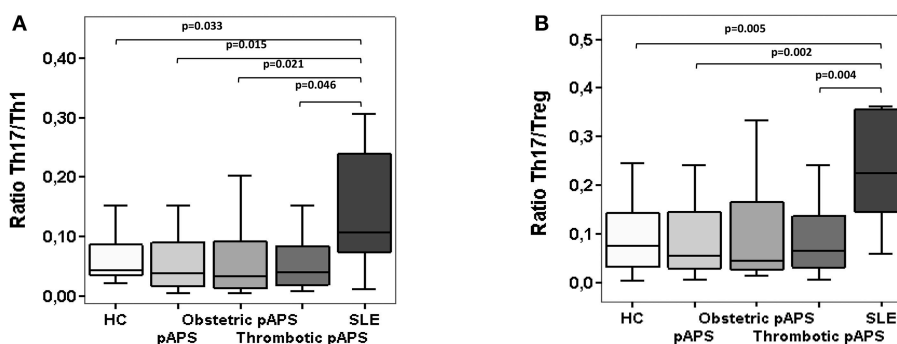 A
p=0.033
p=0.015
p=0.021
p=0.046
Ratio Th17/Th1
0,40
0,30
0,20
0,10
0,00
HC
pAPS
Obstetric pAPS
Thrombotic pAPS
SLE
B
p=0.005
p=0.002
p=0.004
Ratio Th17/Treg
0,5
0,4
0,3
0,2
0,1
0,0
HC
pAPS
Obstetric pAPS
Thrombotic pAPS
SLE